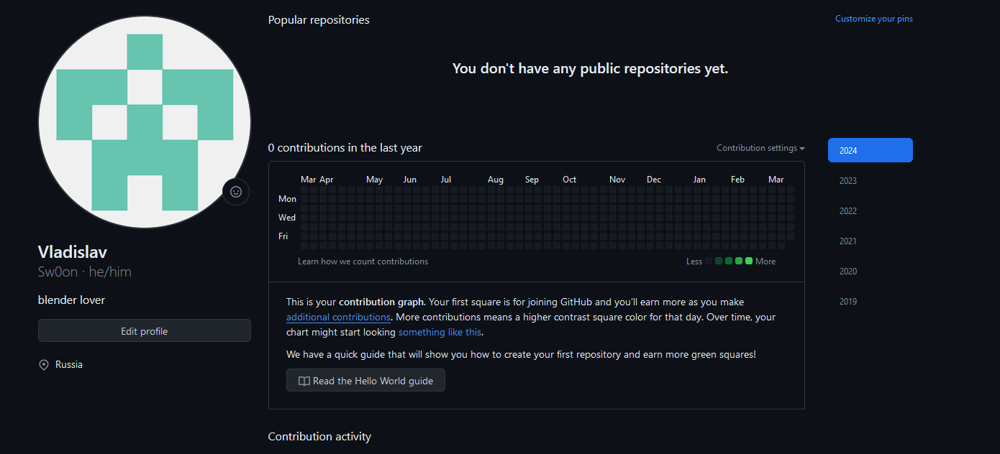 Popular repositories
Customize your pins
You don't have any public repositories yet.
0 contributions in the last year
Contribution settings
Mar Apr May Jun Jul Aug Sep Oct Nov Dec Jan Feb Mar
Mon
Wed
Fri
Learn how we count contributions
Less More
This is your contribution graph. Your first square is for joining GitHub and you'll earn more as you make
additional contributions. More contributions means a higher contrast square color for that day. Over time, your
chart might start looking something like this.
We have a quick guide that will show you how to create your first repository and earn more green squares!
Read the Hello World guide
Contribution activity
2024
2023
2022
2021
2020
2019
Vladislav
Sw0on · he/him
blender lover
Edit profile
Russia